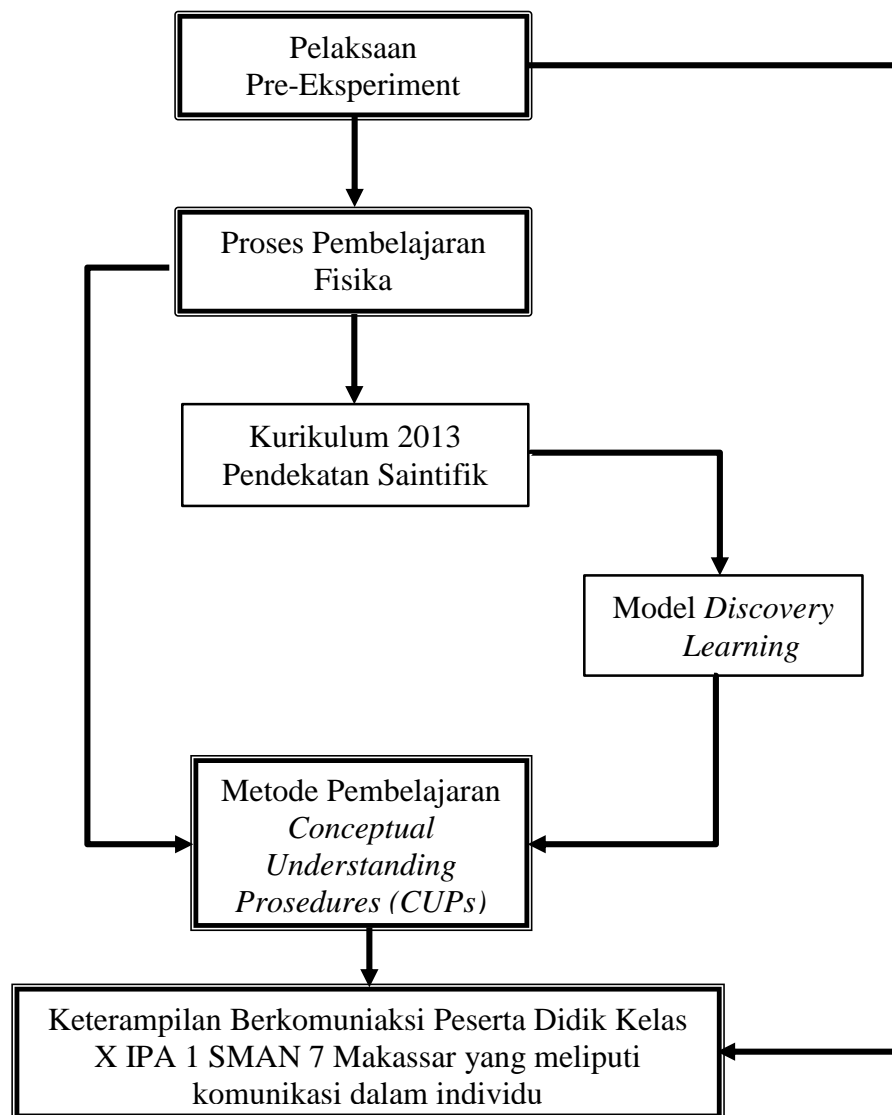 Pelaksaan
Pre-Eksperiment
Proses Pembelajaran
Fisika
Kurikulum 2013
Pendekatan Saintifik
Model Discovery
Learning
Metode Pembelajaran
Conceptual
Understanding
Prosedures (CUPs)
Keterampilan Berkomuniaksi Peserta Didik Kelas
X IPA 1 SMAN 7 Makassar yang meliputi
komunikasi dalam individu